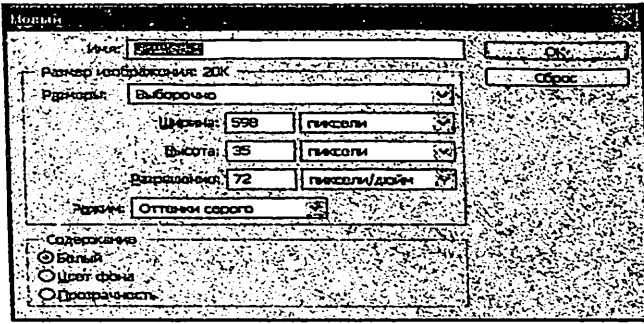 Новый
Имя:
OK
Размер изображения: 20K
Сброс
Размеры: Выборочно
Ширина: 598 пиксели
Высота: 35 пиксели
Разрешение: 72 пиксели/дюйм
Режим: Оттенки серого
Содержание
Белый
Цвет фона
Прозрачность